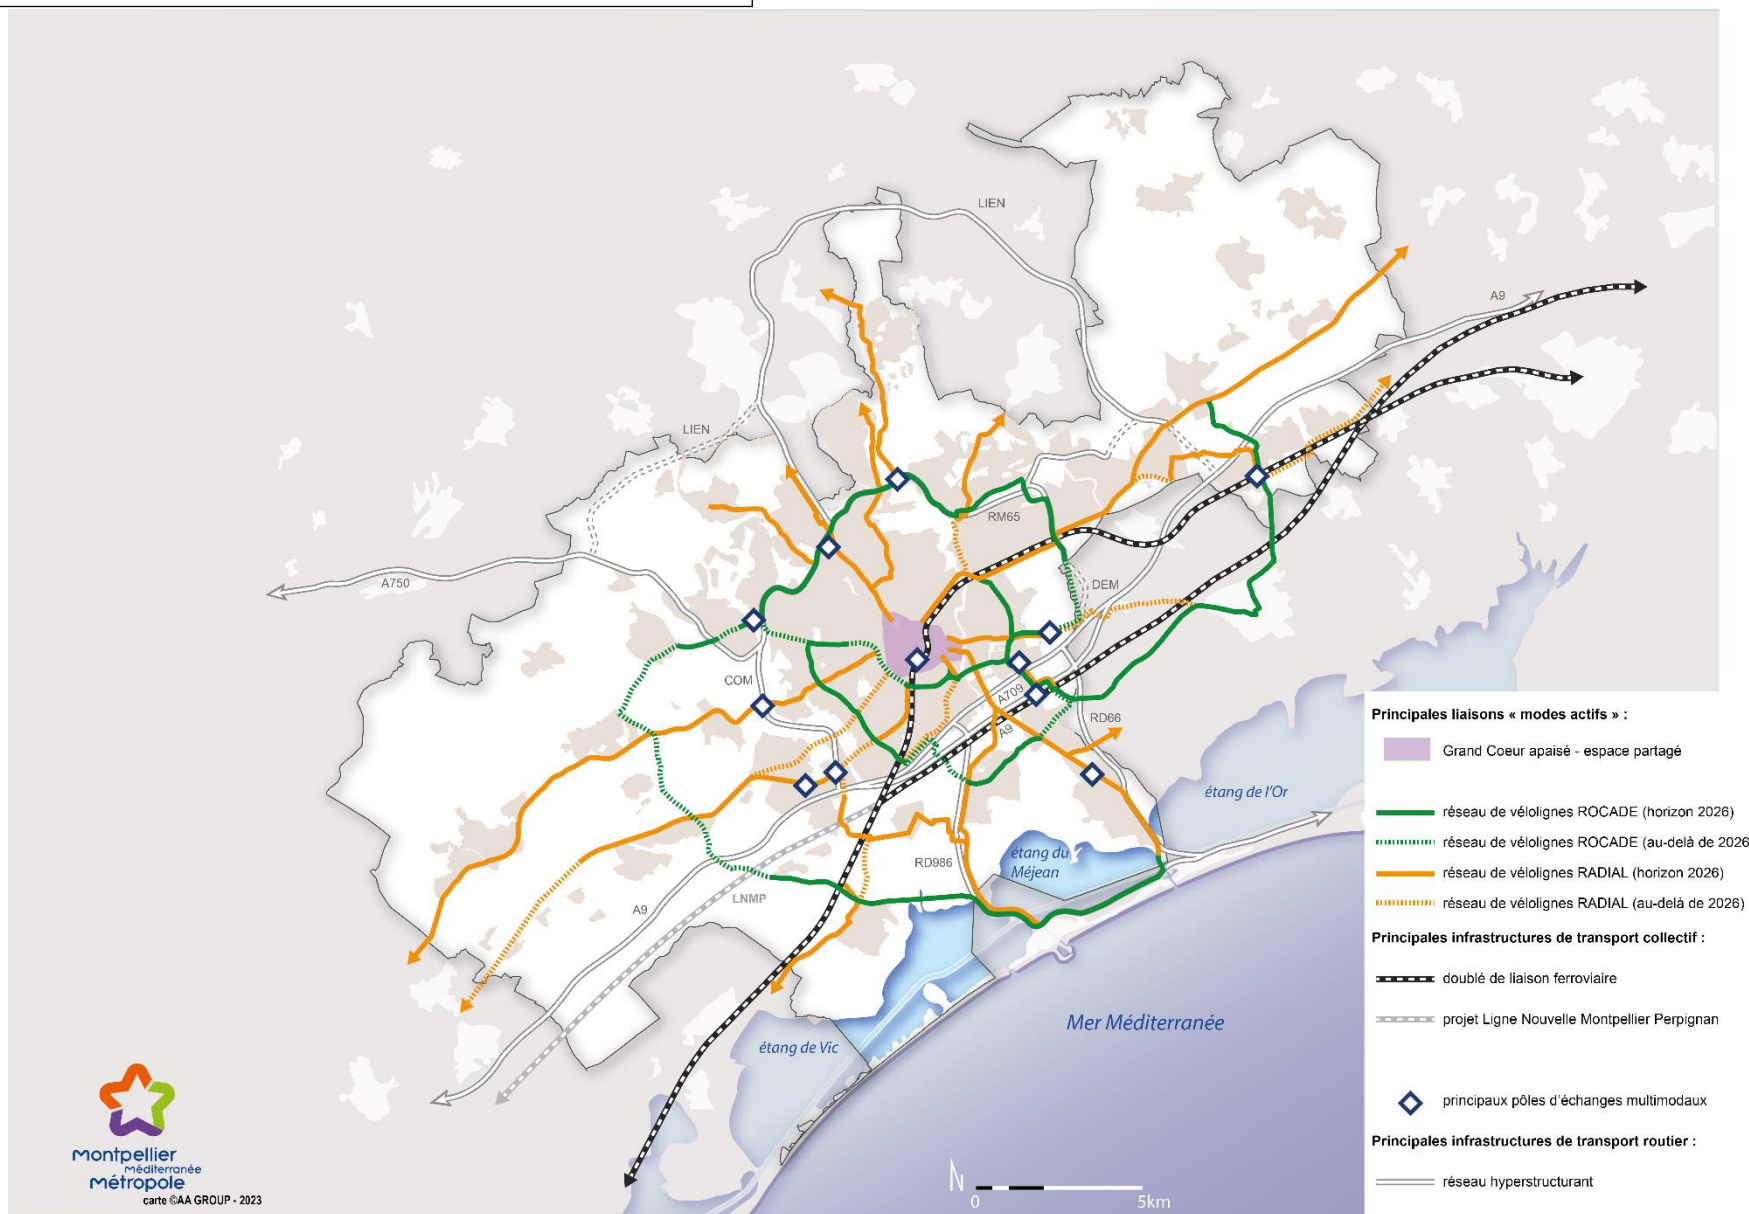 LIEN
A9
LIEN
RM65
A750
DEM
COM
A709
RD66
A9
étang de l'Or
étang du
Méjean
RD986
LNMP
A9
Mer Méditerranée
étang de Vic
Principales liaisons « modes actifs » :
Grand Coeur apaisé - espace partagé
réseau de vélolignes ROCADE (horizon 2026)
réseau de vélolignes ROCADE (au-delà de 2026
réseau de vélolignes RADIAL (horizon 2026)
réseau de vélolignes RADIAL (au-delà de 2026)
Principales infrastructures de transport collectif :
doublé de liaison ferroviaire
projet Ligne Nouvelle Montpellier Perpignan
principaux pôles d'échanges multimodaux
Principales infrastructures de transport routier :
réseau hyperstructurant
montpellier
méditerranée
métropole
carte ©AA GROUP - 2023
N
0 5km